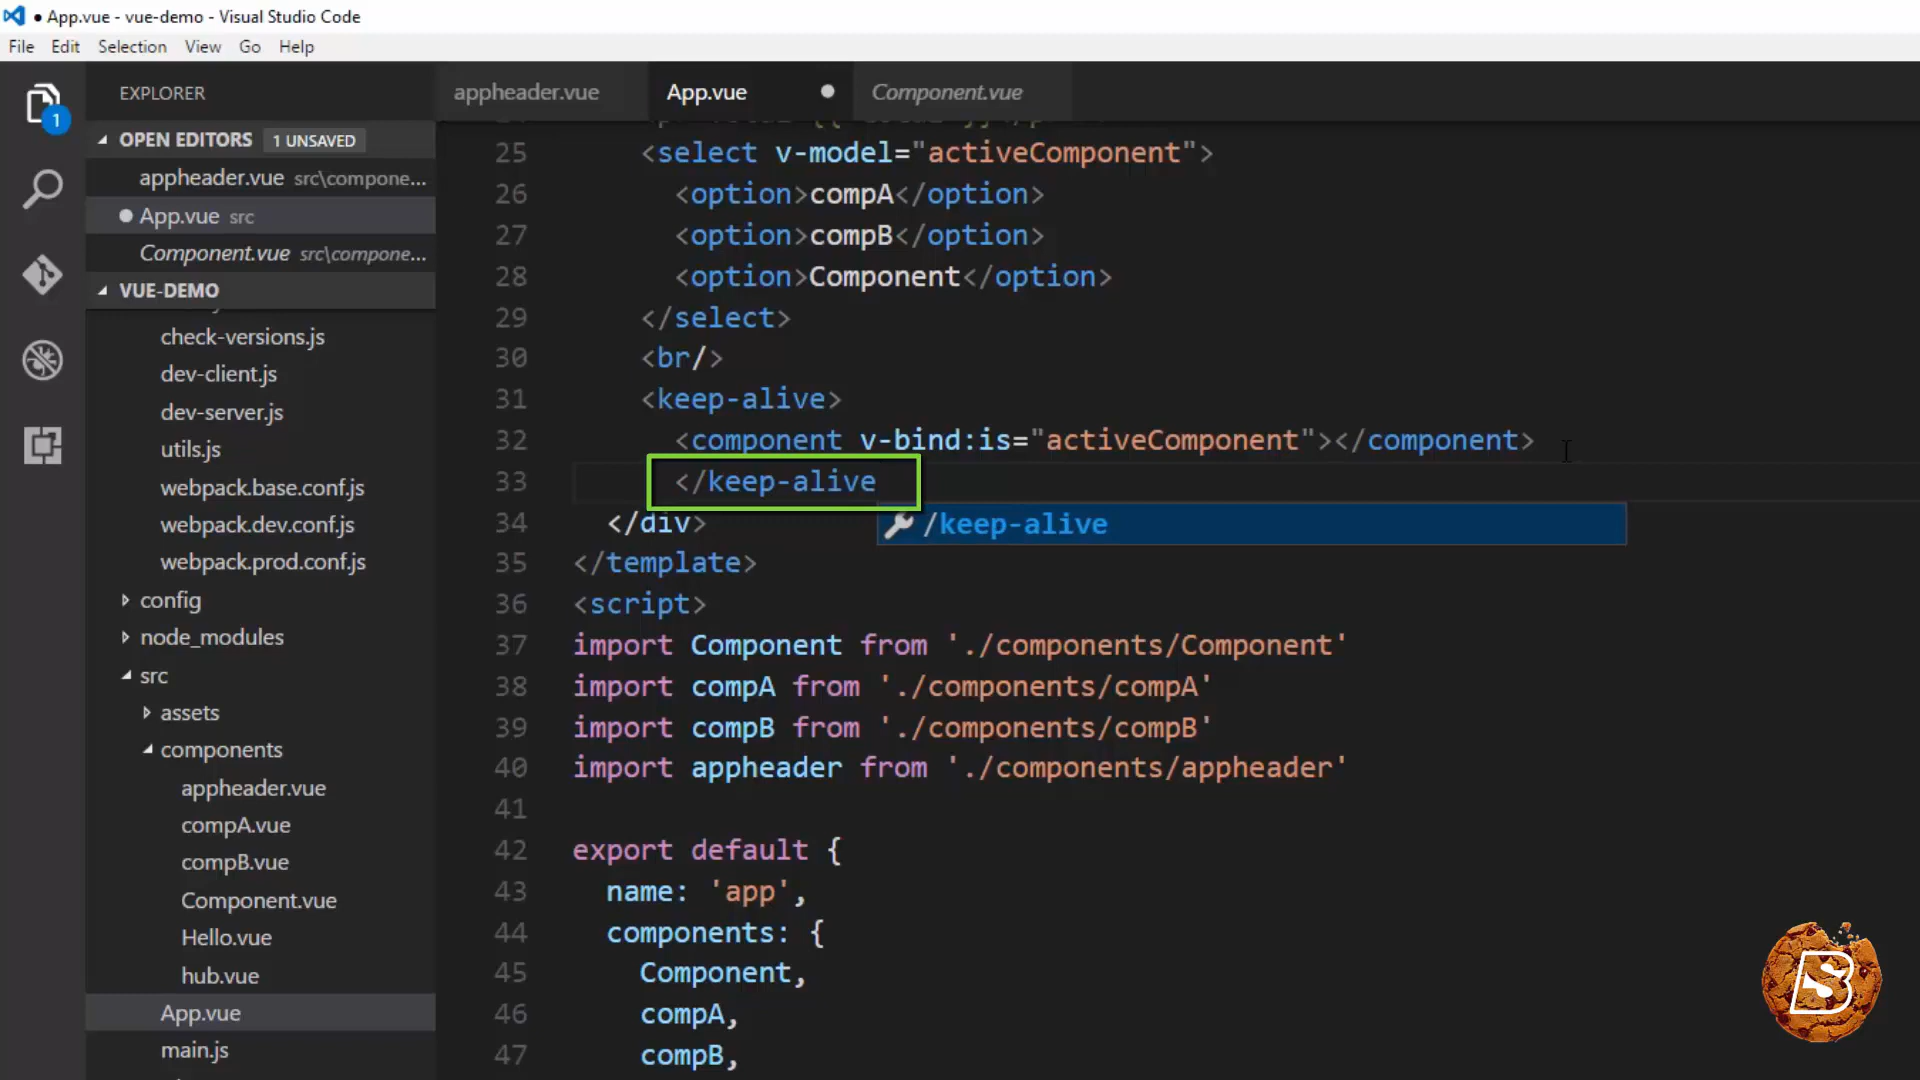 ● App.vue - vue-demo - Visual Studio Code
File Edit Selection View Go Help
1
EXPLORER
OPEN EDITORS 1 UNSAVED
appheader.vue src\compone...
App.vue src
Component.vue src\compone...
VUE-DEMO
check-versions.js
dev-client.js
dev-server.js
utils.js
webpack.base.conf.js
webpack.dev.conf.js
webpack.prod.conf.js
config
node_modules
src
assets
components
appheader.vue
compA.vue
compB.vue
Component.vue
Hello.vue
hub.vue
App.vue
main.js
appheader.vue App.vue Component.vue
25 <select v-model="activeComponent">
26 <option>compA</option>
27 <option>compB</option>
28 <option>Component</option>
29 </select>
30 <br/>
31 <keep-alive>
32 <component v-bind:is="activeComponent"></component>
33 </keep-alive
34 </div>
/keep-alive
35 </template>
36 <script>
37 import Component from './components/Component'
38 import compA from './components/compA'
39 import compB from './components/compB'
40 import appheader from './components/appheader'
41
42 export default {
43 name: 'app',
44 components: {
45 Component,
46 compA,
47 compB,